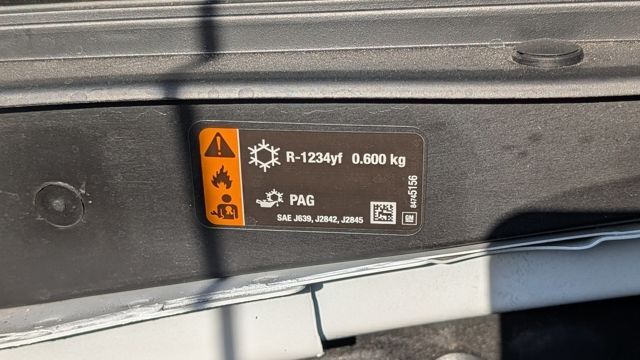 R-1234yf 0.600 kg
PAG
SAE J639, J2842, J2845
84745156
GM